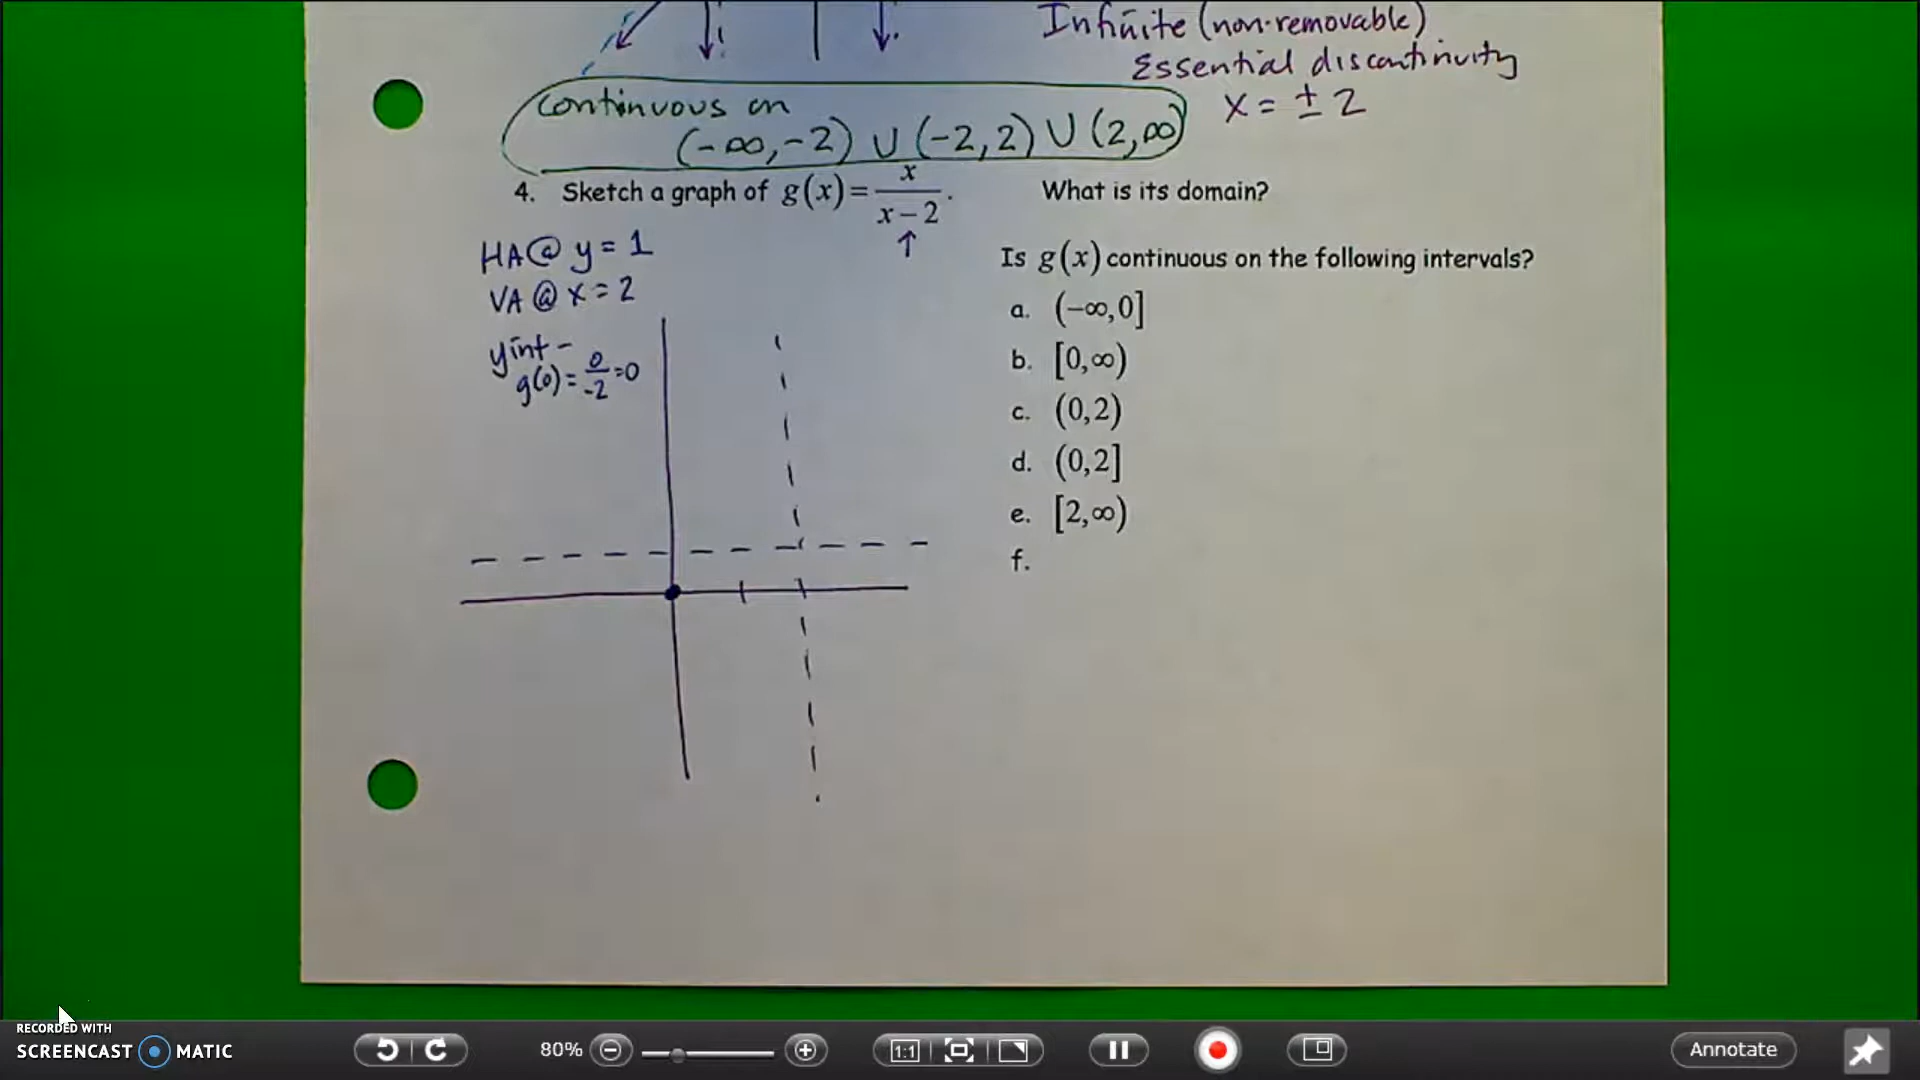 Infinite (non-removable)
Essential discontinuity
x = ± 2
Continuous on
(-∞,-2) ∪ (-2,2) ∪ (2,∞)
4. Sketch a graph of g(x)= x/(x-2). What is its domain?
↑
HA @ y = 1
VA @ x = 2
y int -
g(0) = 0/-2 = 0
Is g(x) continuous on the following intervals?
a. (-∞,0]
b. [0,∞)
c. (0,2)
d. (0,2]
e. [2,∞)
f.
RECORDED WITH
SCREENCAST MATIC
80%
1:1
Annotate